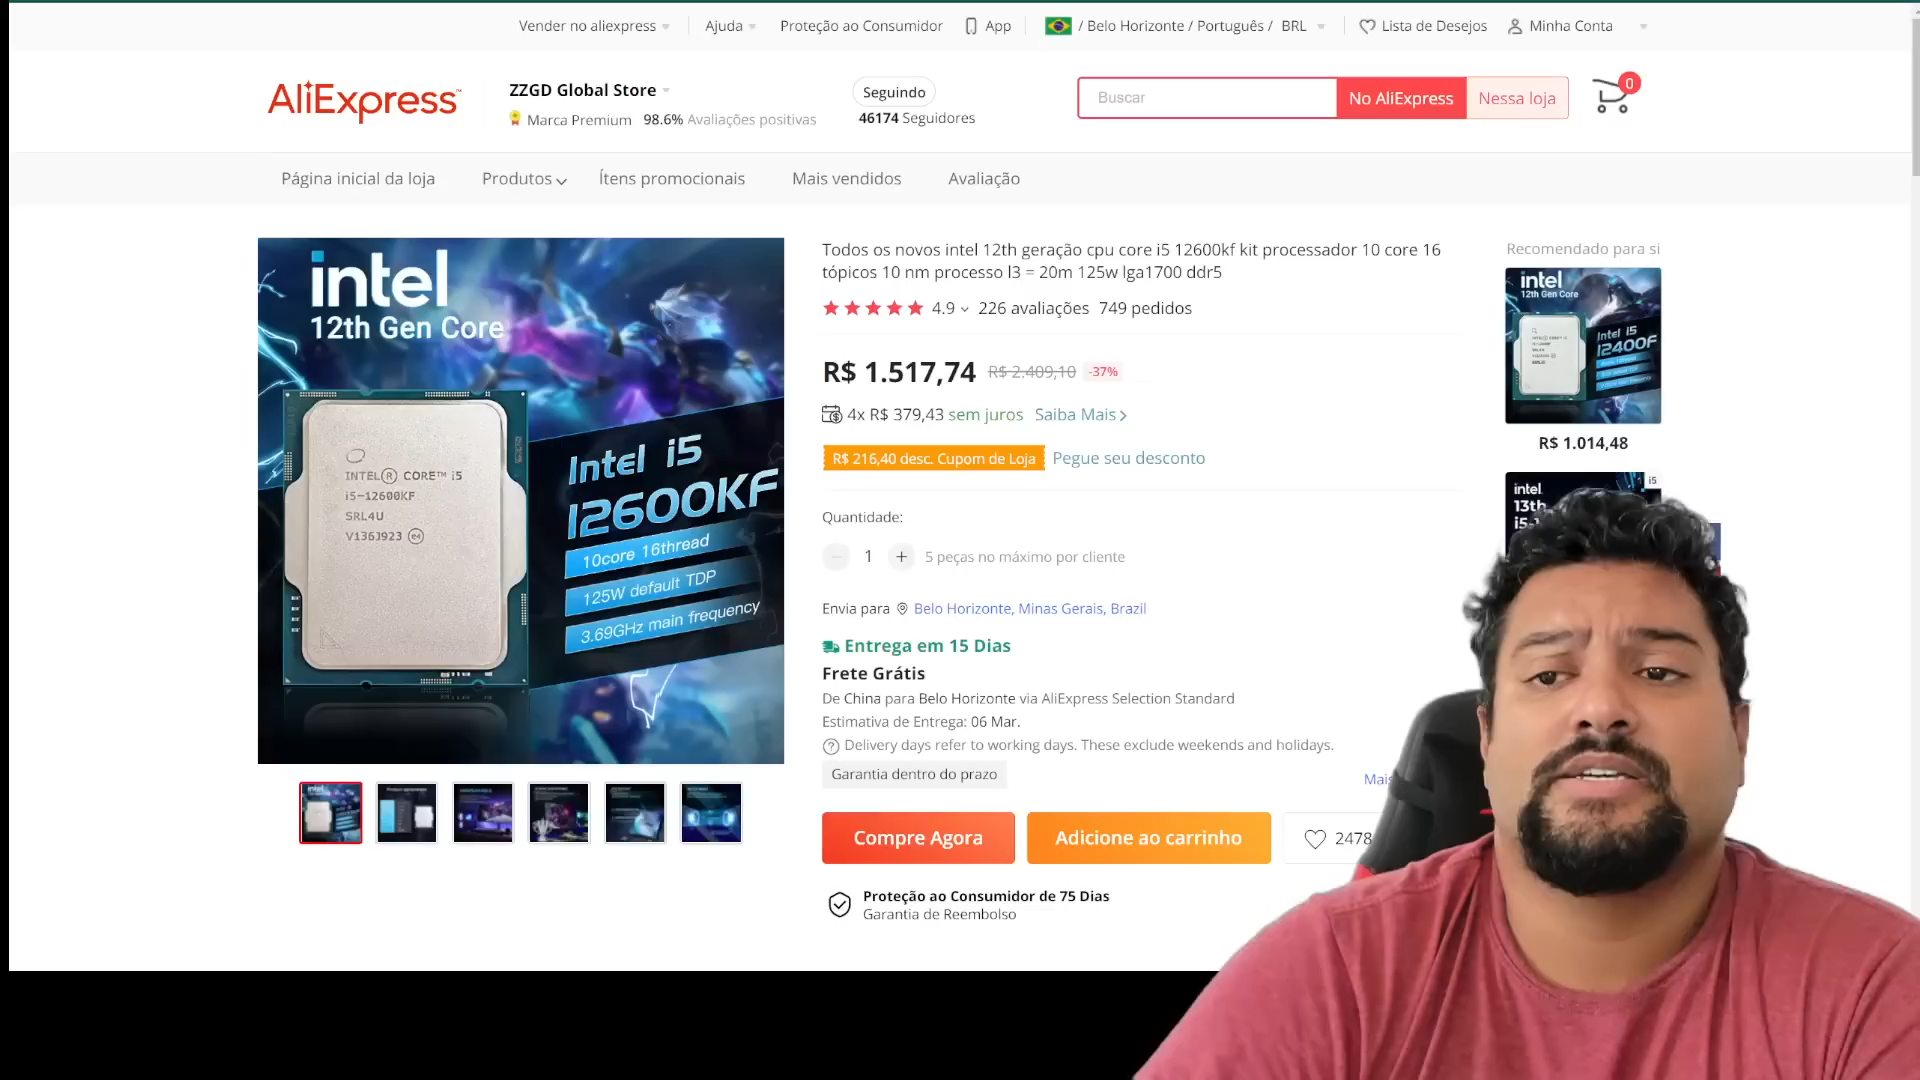 Vender no aliexpress
Ajuda
Proteção ao Consumidor
App
/ Belo Horizonte / Português / BRL
Lista de Desejos
Minha Conta
AliExpress
ZZGD Global Store
Marca Premium 98.6% Avaliações positivas
Seguindo
46174 Seguidores
Buscar
No AliExpress
Nessa loja
0
Página inicial da loja
Produtos
Ítens promocionais
Mais vendidos
Avaliação
intel
12th Gen Core
INTEL® CORE™ i5
i5-12600KF
SRL4U
V136J923 e4
Intel i5
12600KF
10core 16thread
125W default TDP
3.69GHz main frequency
Todos os novos intel 12th geração cpu core i5 12600kf kit processador 10 core 16
tópicos 10 nm processo l3 = 20m 125w lga1700 ddr5
4.9 226 avaliações 749 pedidos
R$ 1.517,74 R$ 2.409,10 -37%
4x R$ 379,43 sem juros Saiba Mais
R$ 216,40 desc. Cupom de Loja Pegue seu desconto
Quantidade:
1 + 5 peças no máximo por cliente
Envia para Belo Horizonte, Minas Gerais, Brazil
Entrega em 15 Dias
Frete Grátis
De China para Belo Horizonte via AliExpress Selection Standard
Estimativa de Entrega: 06 Mar.
Delivery days refer to working days. These exclude weekends and holidays.
Garantia dentro do prazo
Mais
Compre Agora
Adicione ao carrinho
2478
Proteção ao Consumidor de 75 Dias
Garantia de Reembolso
Recomendado para si
intel
12th Gen Core
Intel i5
12400F
R$ 1.014,48
intel
i5
13th